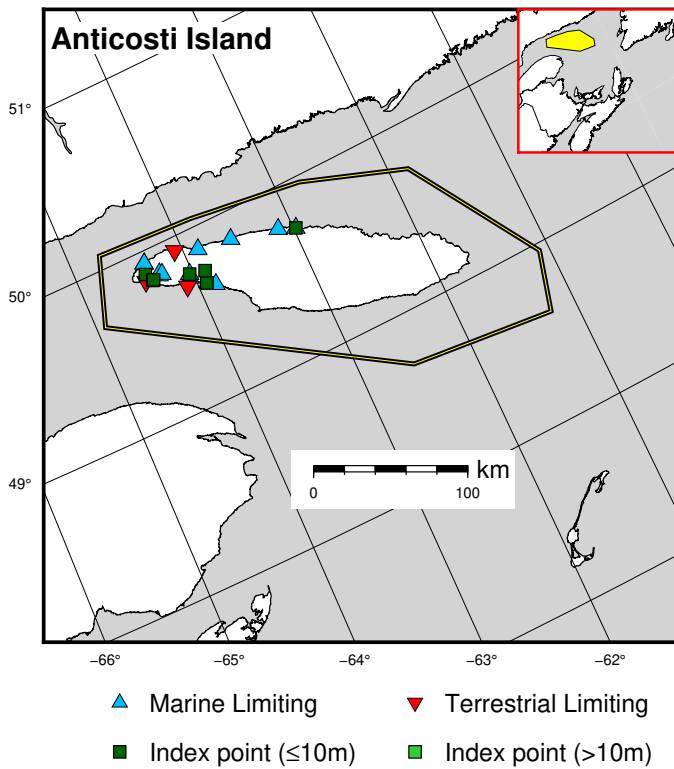 Anticosti Island
51°
50°
49°
km
0 100
−66° −65° −64° −63° −62°
Marine Limiting Terrestrial Limiting
Index point (≤10m) Index point (>10m)